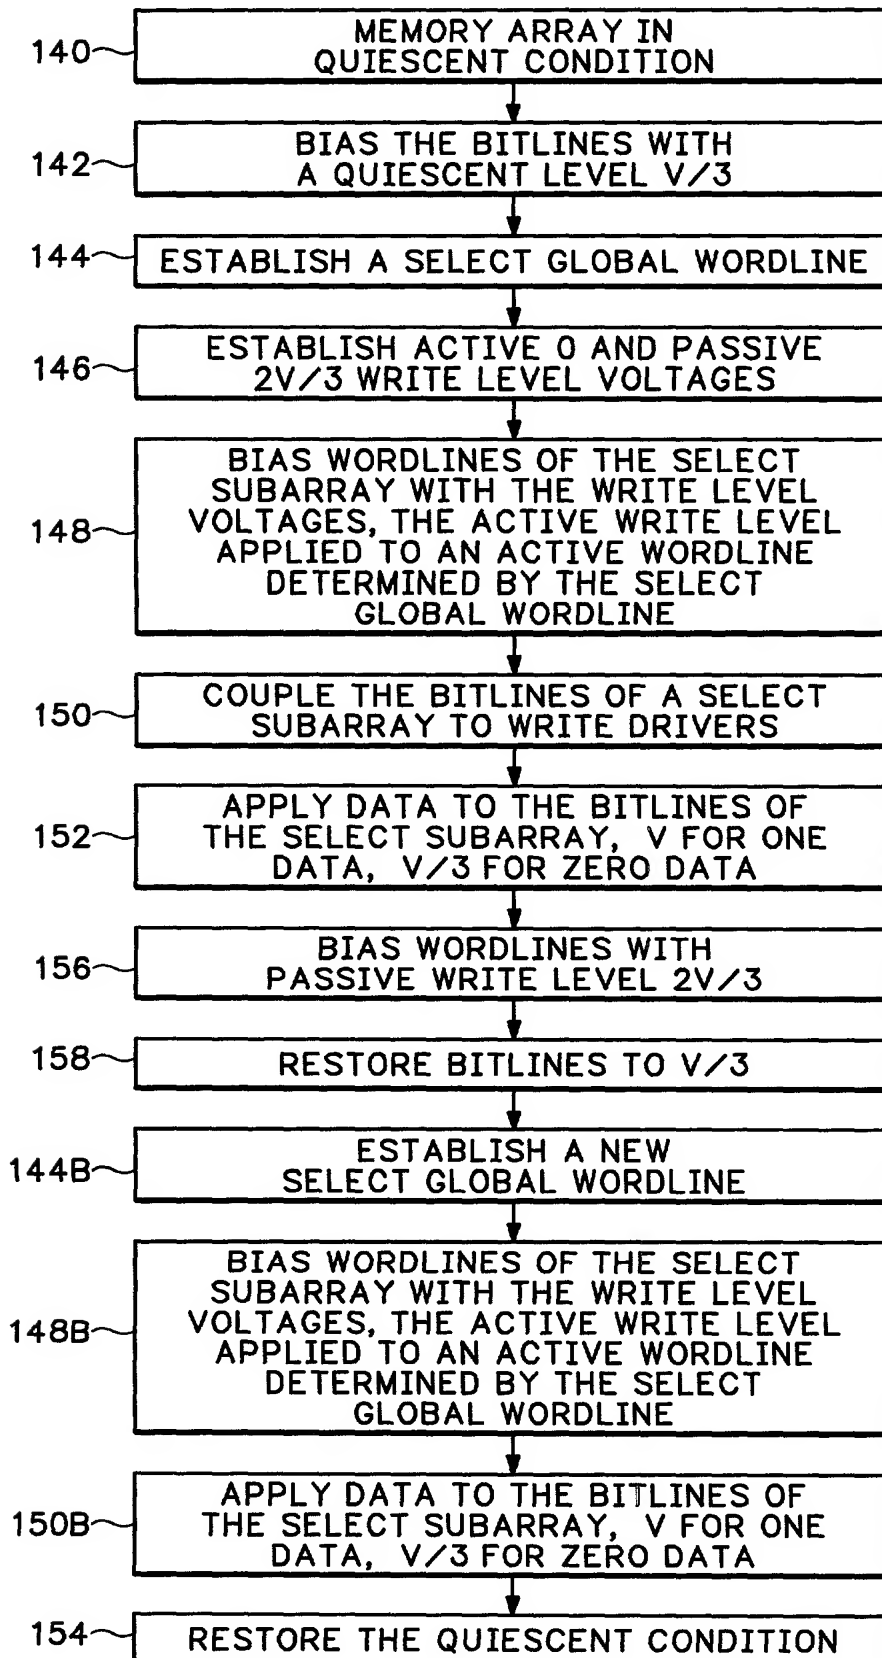 140
MEMORY ARRAY IN
QUIESCENT CONDITION
142
BIAS THE BITLINES WITH
A QUIESCENT LEVEL V/3
144
ESTABLISH A SELECT GLOBAL WORDLINE
146
ESTABLISH ACTIVE 0 AND PASSIVE
2V/3 WRITE LEVEL VOLTAGES
148
BIAS WORDLINES OF THE SELECT
SUBARRAY WITH THE WRITE LEVEL
VOLTAGES, THE ACTIVE WRITE LEVEL
APPLIED TO AN ACTIVE WORDLINE
DETERMINED BY THE SELECT
GLOBAL WORDLINE
150
COUPLE THE BITLINES OF A SELECT
SUBARRAY TO WRITE DRIVERS
152
APPLY DATA TO THE BITLINES OF
THE SELECT SUBARRAY, V FOR ONE
DATA, V/3 FOR ZERO DATA
156
BIAS WORDLINES WITH
PASSIVE WRITE LEVEL 2V/3
158
RESTORE BITLINES TO V/3
144B
ESTABLISH A NEW
SELECT GLOBAL WORDLINE
148B
BIAS WORDLINES OF THE SELECT
SUBARRAY WITH THE WRITE LEVEL
VOLTAGES, THE ACTIVE WRITE LEVEL
APPLIED TO AN ACTIVE WORDLINE
DETERMINED BY THE SELECT
GLOBAL WORDLINE
150B
APPLY DATA TO THE BITLINES OF
THE SELECT SUBARRAY, V FOR ONE
DATA, V/3 FOR ZERO DATA
154
RESTORE THE QUIESCENT CONDITION